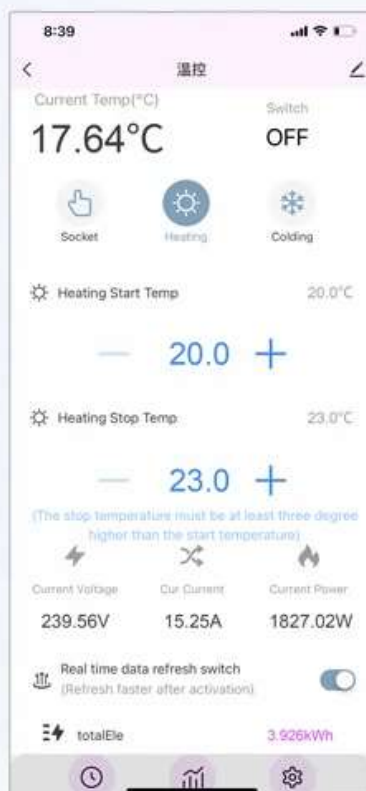 8:39
温控
Current Temp(°C)
Switch
17.64°C
OFF
Socket
Heating
Colding
Heating Start Temp
20.0°C
20.0
Heating Stop Temp
23.0°C
23.0
(The stop temperature must be at least three degree
higher than the start temperature)
Current Voltage
Cur Current
Current Power
239.56V
15.25A
1827.02W
Real time data refresh switch
(Refresh faster after activation)
totalEle
3.926kWh